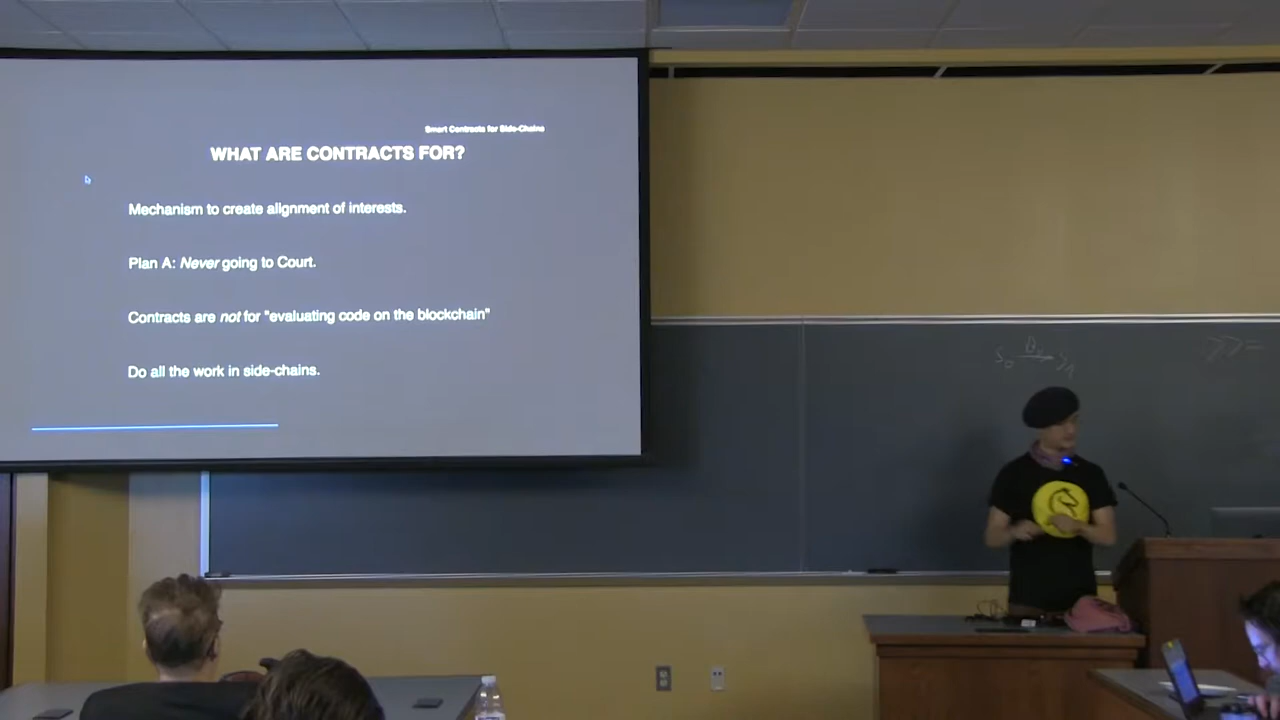 Smart Contracts for Side-Chains
WHAT ARE CONTRACTS FOR?
Mechanism to create alignment of interests.
Plan A: Never going to Court.
Contracts are not for "evaluating code on the blockchain"
Do all the work in side-chains.